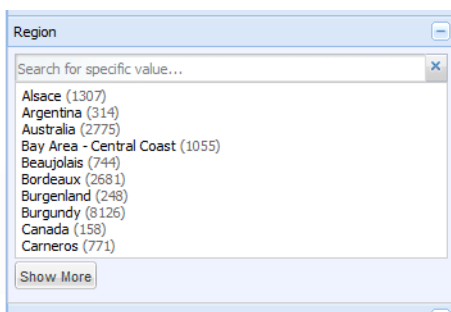 Region
Search for specific value...
Alsace (1307)
Argentina (314)
Australia (2775)
Bay Area - Central Coast (1055)
Beaujolais (744)
Bordeaux (2681)
Burgenland (248)
Burgundy (8126)
Canada (158)
Carneros (771)
Show More